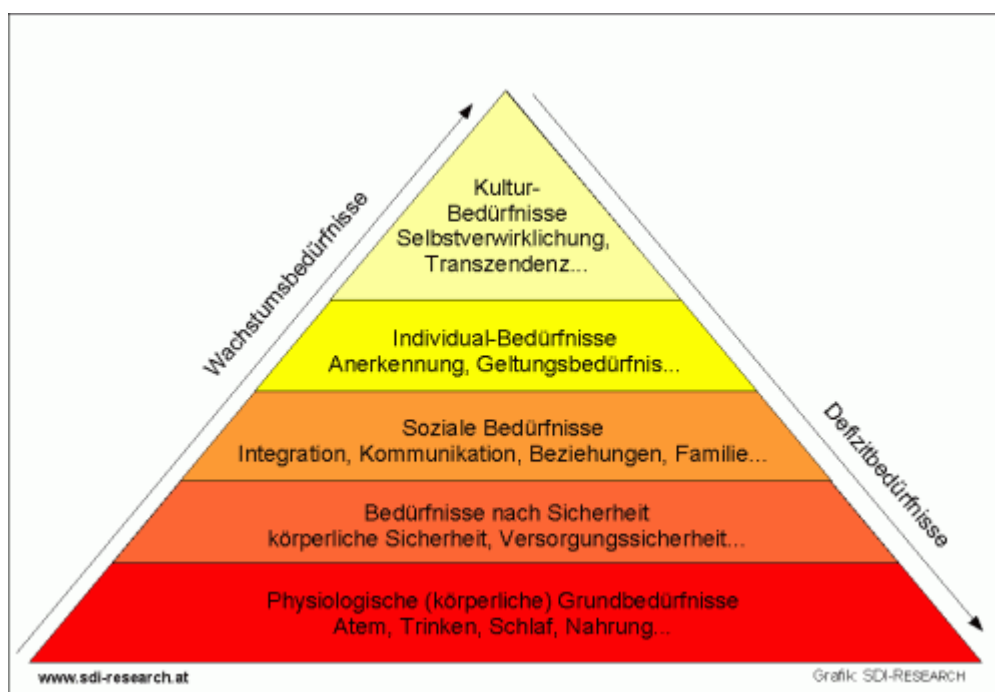 Kultur-
Bedürfnisse
Selbstverwirklichung,
Transzendenz...
Wachstumsbedürfnisse
Individual-Bedürfnisse
Anerkennung, Geltungsbedürfnis...
Defizitbedürfnisse
Soziale Bedürfnisse
Integration, Kommunikation, Beziehungen, Familie...
Bedürfnisse nach Sicherheit
körperliche Sicherheit, Versorgungssicherheit...
Physiologische (körperliche) Grundbedürfnisse
Atem, Trinken, Schlaf, Nahrung...
www.sdi-research.at
Grafik: SDI-RESEARCH